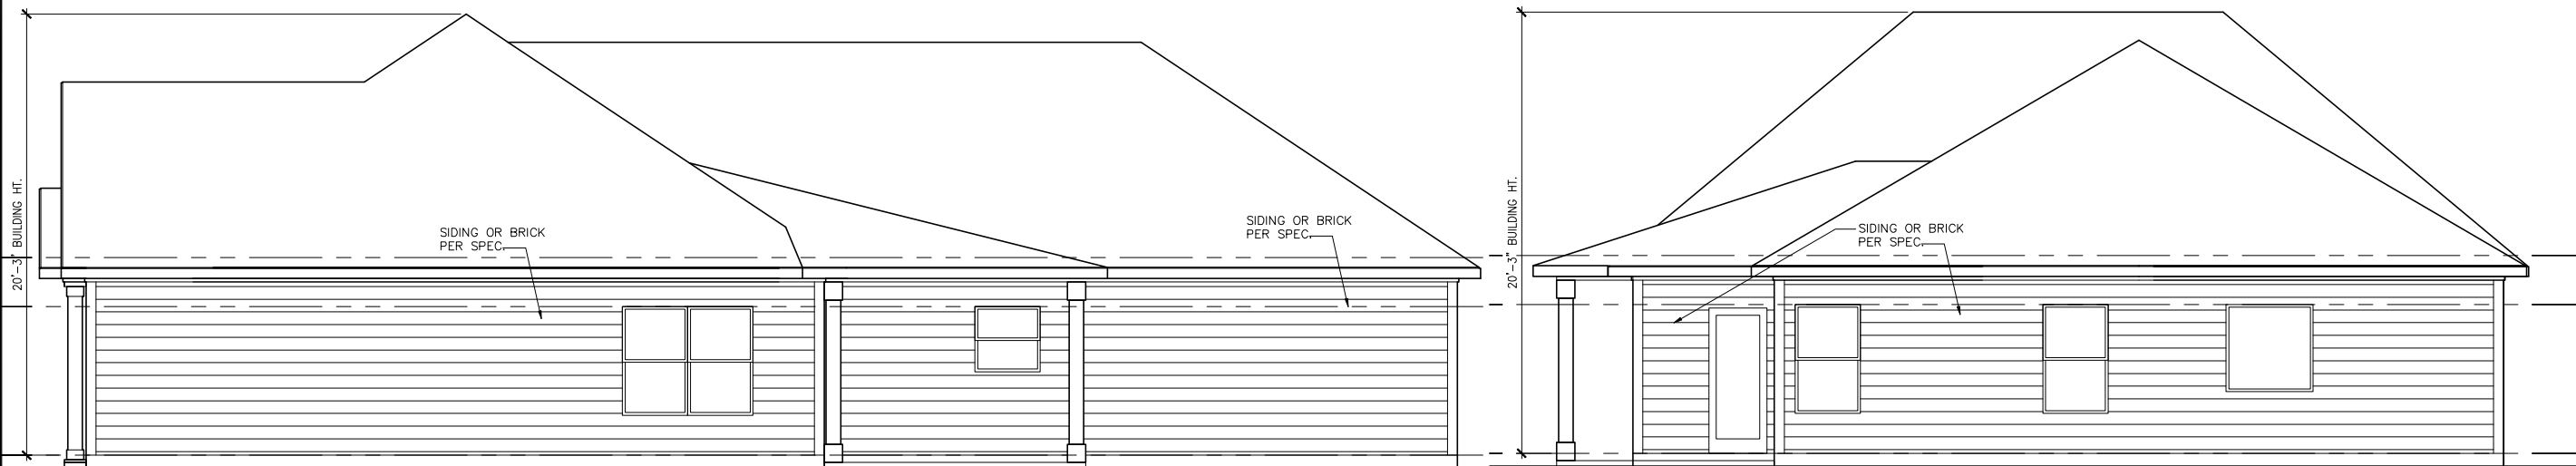 20'-3" BUILDING HT.
SIDING OR BRICK
PER SPEC.
SIDING OR BRICK
PER SPEC.
20'-3" BUILDING HT.
SIDING OR BRICK
PER SPEC.